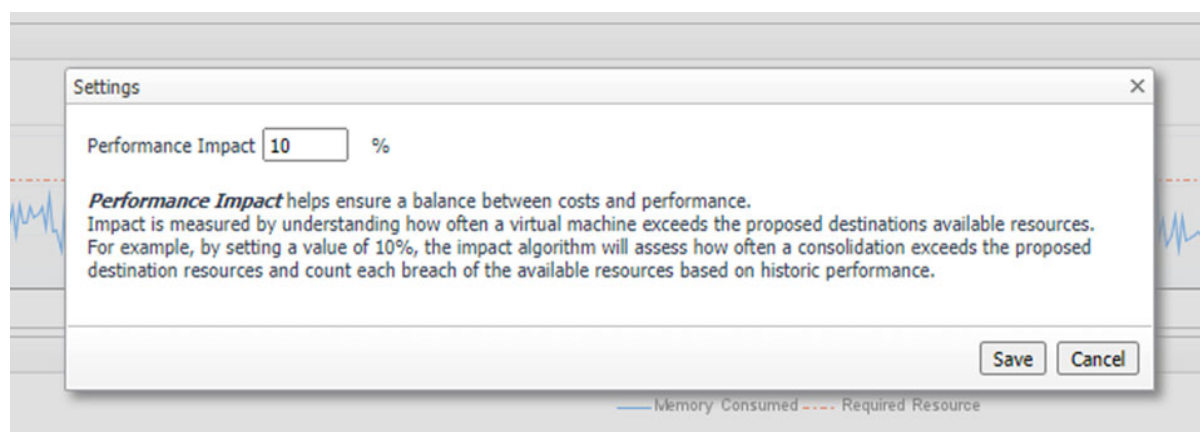 Settings
Performance Impact 10 %
Performance Impact helps ensure a balance between costs and performance.
Impact is measured by understanding how often a virtual machine exceeds the proposed destinations available resources.
For example, by setting a value of 10%, the impact algorithm will assess how often a consolidation exceeds the proposed
destination resources and count each breach of the available resources based on historic performance.
Save Cancel
Memory Consumed Required Resource